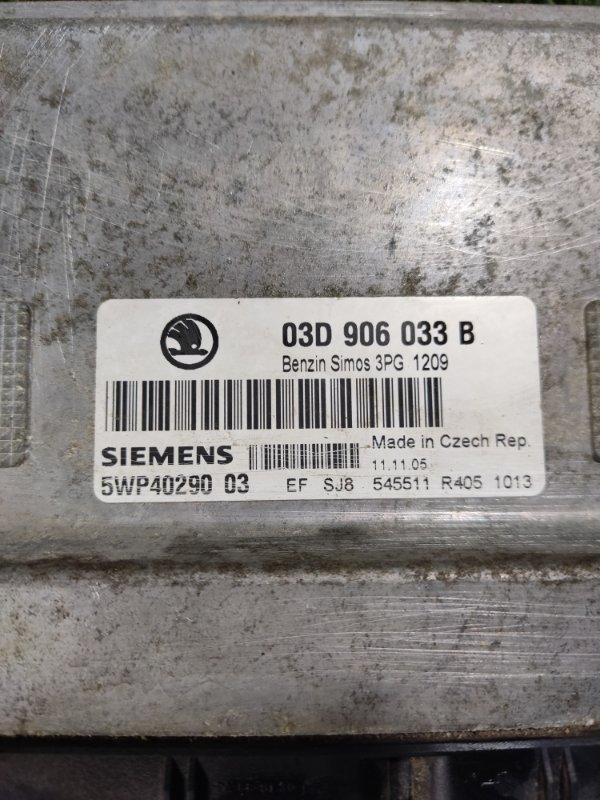 03D 906 033 B
Benzin Simos 3PG 1209
SIEMENS
Made in Czech Rep.
11.11.05
5WP40290 03 EF SJ8 545511 R405 1013